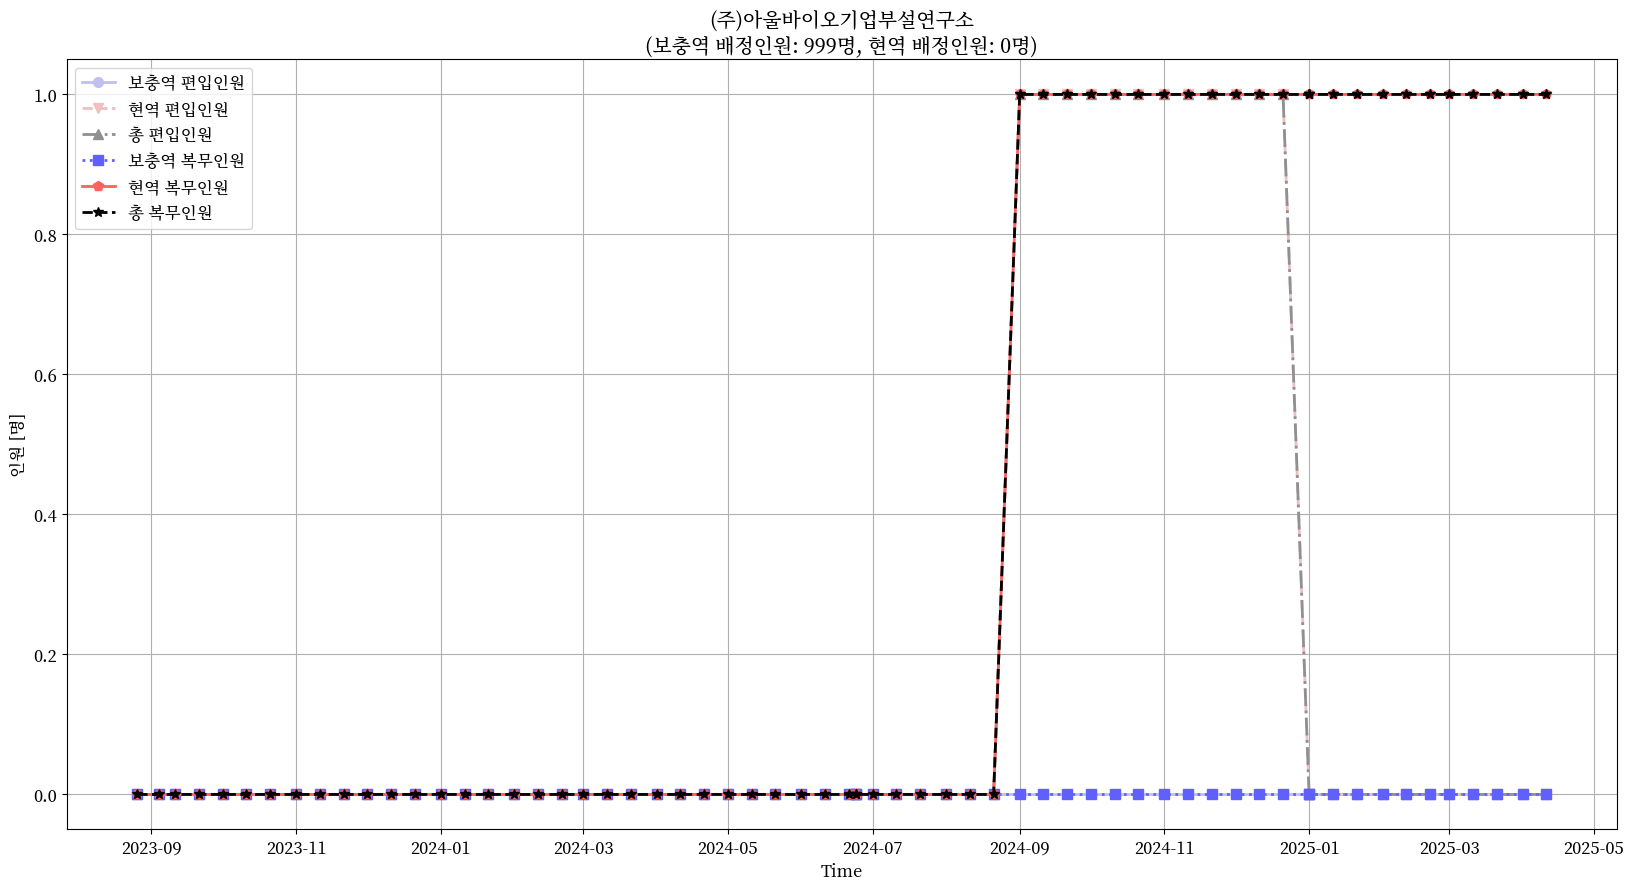 (주)아울바이오기업부설연구소
(보충역 배정인원: 999명, 현역 배정인원: 0명)
보충역 편입인원
현역 편입인원
총 편입인원
보충역 복무인원
현역 복무인원
총 복무인원
1.0
0.8
0.6
0.4
0.2
0.0
인원 [명]
2023-09
2023-11
2024-01
2024-03
2024-05
2024-07
2024-09
2024-11
2025-01
2025-03
2025-05
Time